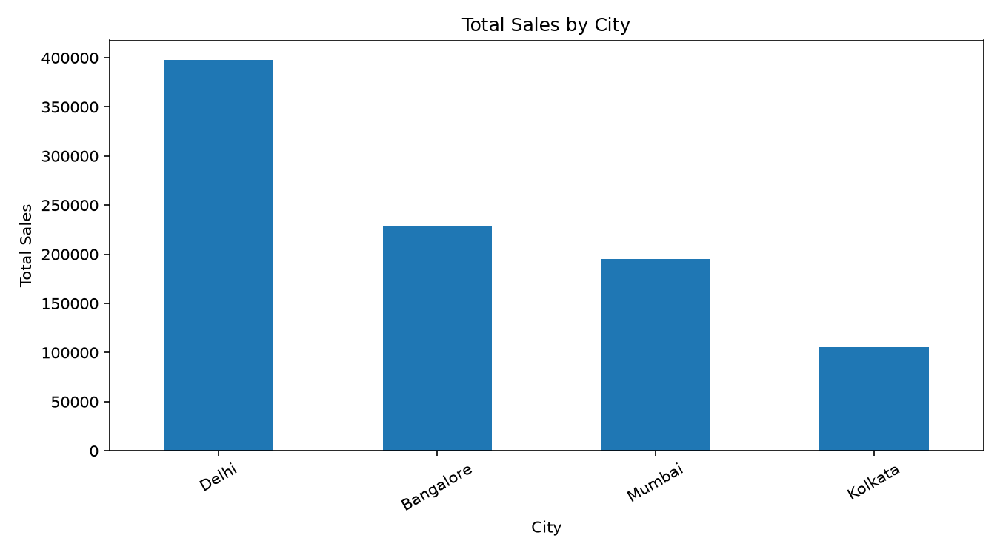 Total Sales by City
Total Sales
400000
350000
300000
250000
200000
150000
100000
50000
0
Delhi
Bangalore
Mumbai
Kolkata
City